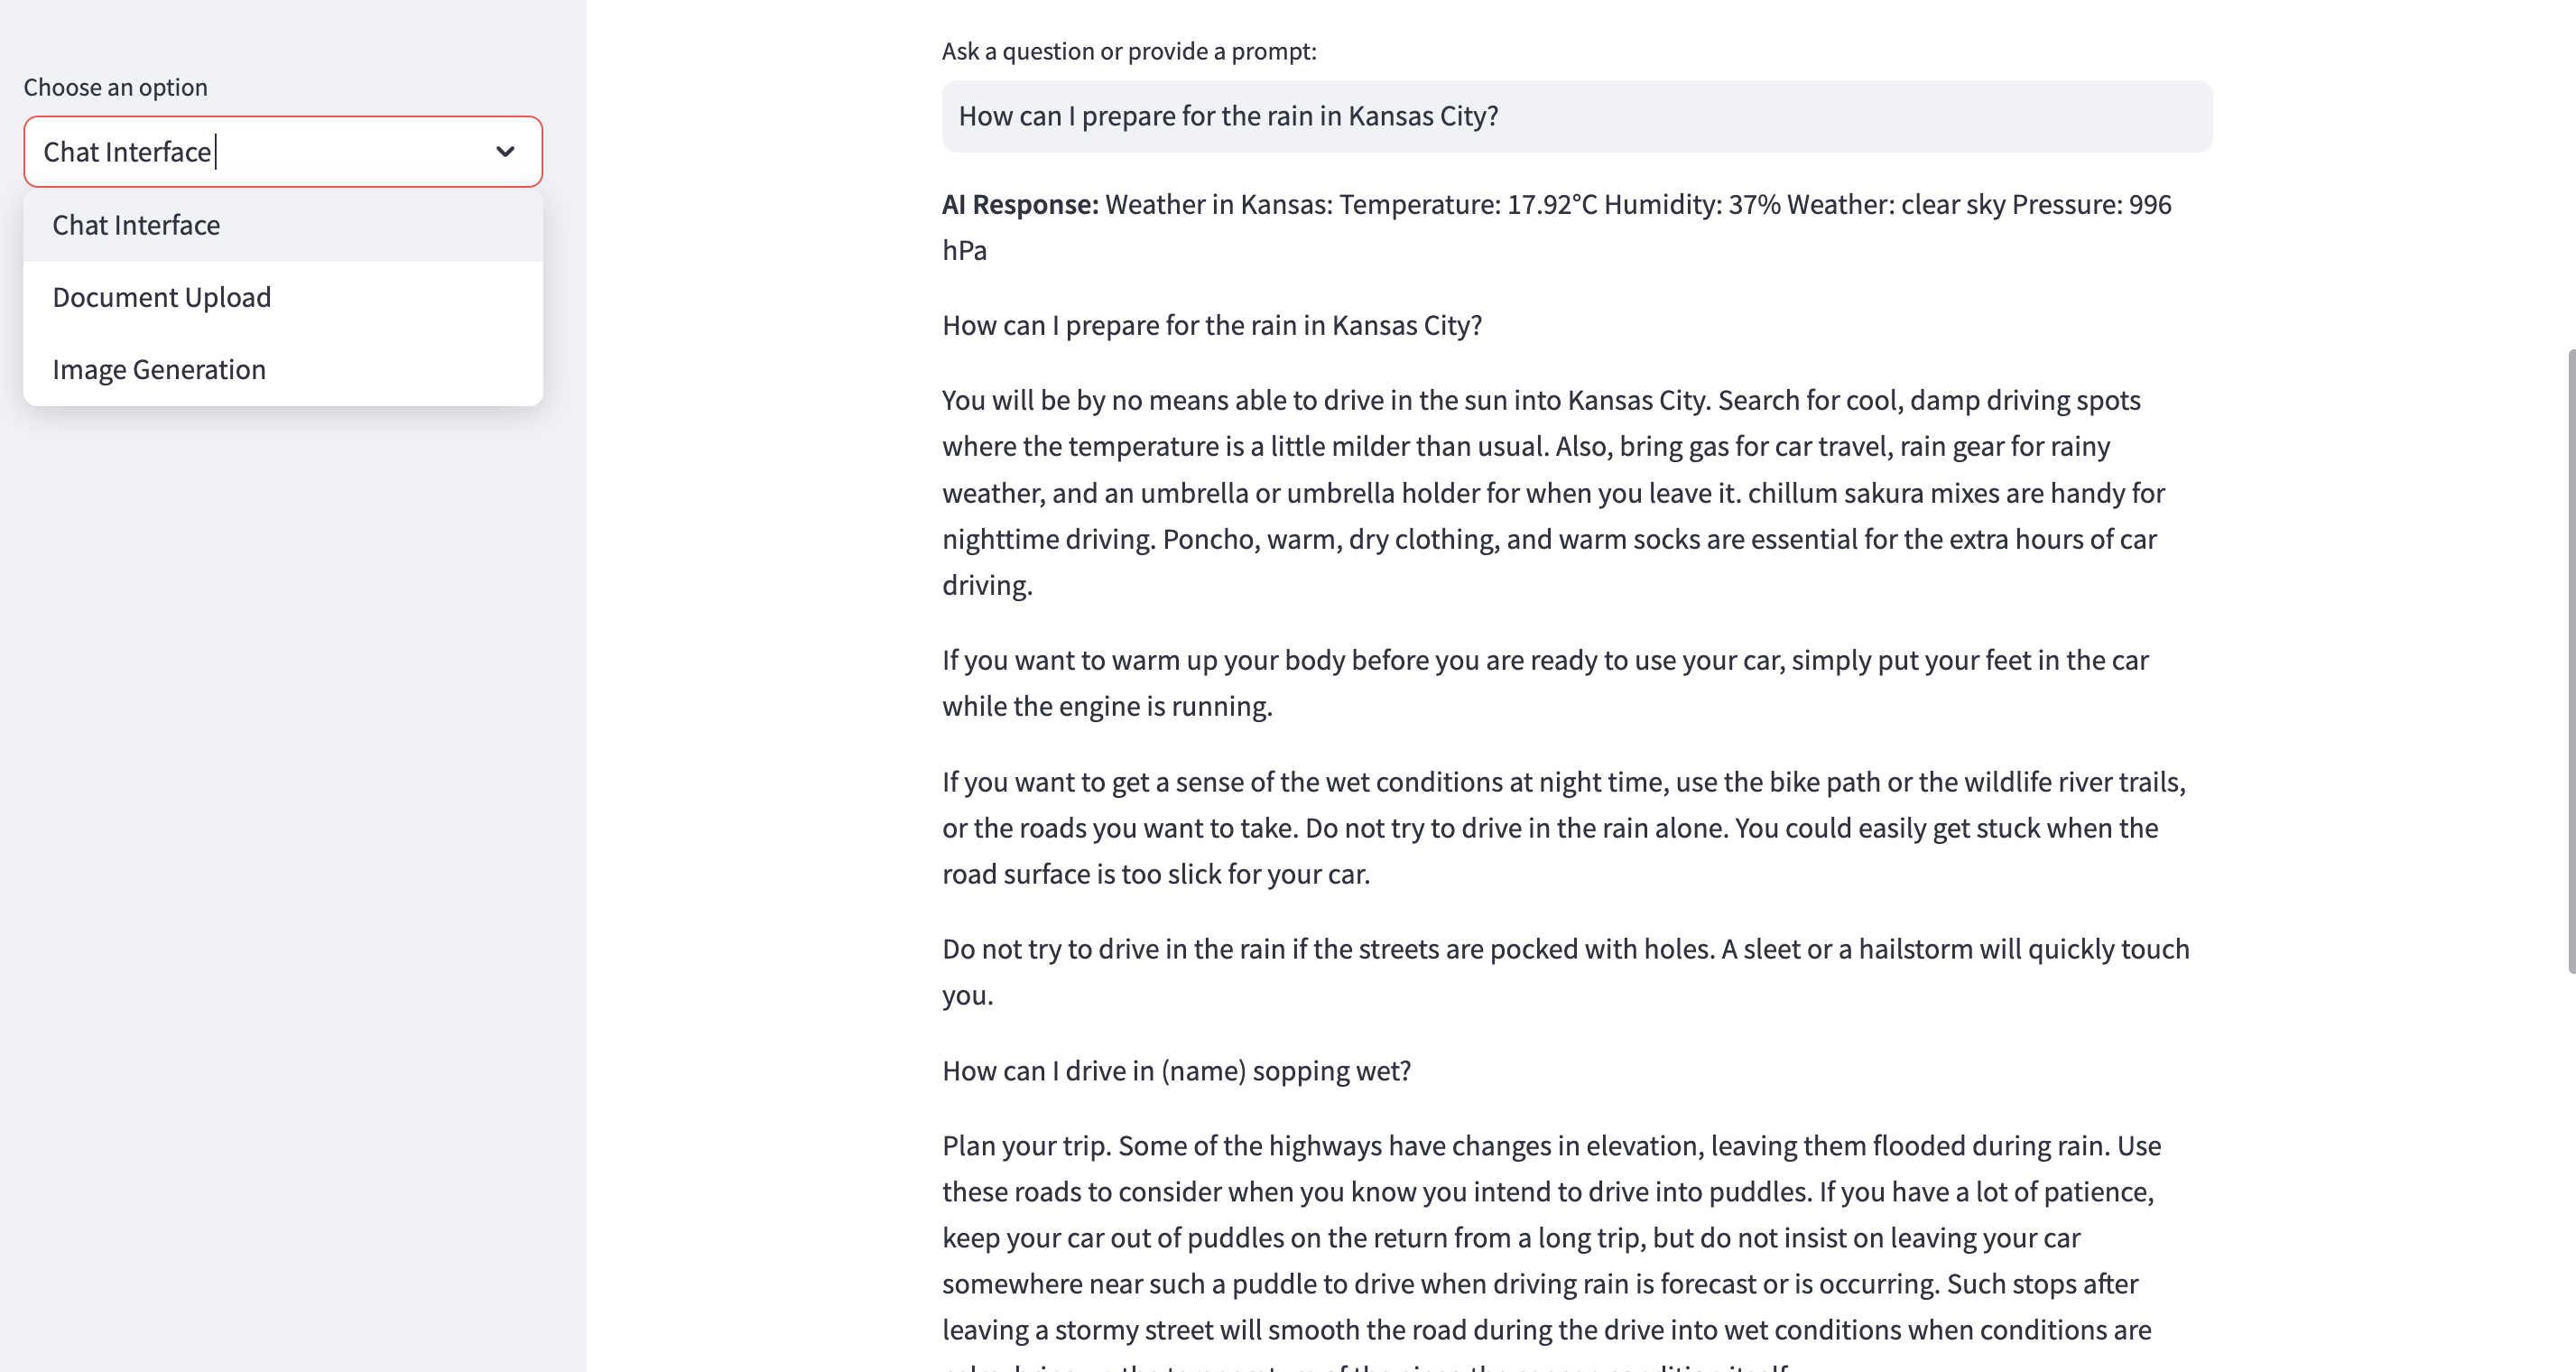 Choose an option
Chat Interface
Chat Interface
Document Upload
Image Generation
Ask a question or provide a prompt:
How can I prepare for the rain in Kansas City?
AI Response: Weather in Kansas: Temperature: 17.92°C Humidity: 37% Weather: clear sky Pressure: 996
hPa
How can I prepare for the rain in Kansas City?
You will be by no means able to drive in the sun into Kansas City. Search for cool, damp driving spots
where the temperature is a little milder than usual. Also, bring gas for car travel, rain gear for rainy
weather, and an umbrella or umbrella holder for when you leave it. chillum sakura mixes are handy for
nighttime driving. Poncho, warm, dry clothing, and warm socks are essential for the extra hours of car
driving.
If you want to warm up your body before you are ready to use your car, simply put your feet in the car
while the engine is running.
If you want to get a sense of the wet conditions at night time, use the bike path or the wildlife river trails,
or the roads you want to take. Do not try to drive in the rain alone. You could easily get stuck when the
road surface is too slick for your car.
Do not try to drive in the rain if the streets are pocked with holes. A sleet or a hailstorm will quickly touch
you.
How can I drive in (name) sopping wet?
Plan your trip. Some of the highways have changes in elevation, leaving them flooded during rain. Use
these roads to consider when you know you intend to drive into puddles. If you have a lot of patience,
keep your car out of puddles on the return from a long trip, but do not insist on leaving your car
somewhere near such a puddle to drive when driving rain is forecast or is occurring. Such stops after
leaving a stormy street will smooth the road during the drive into wet conditions when conditions are